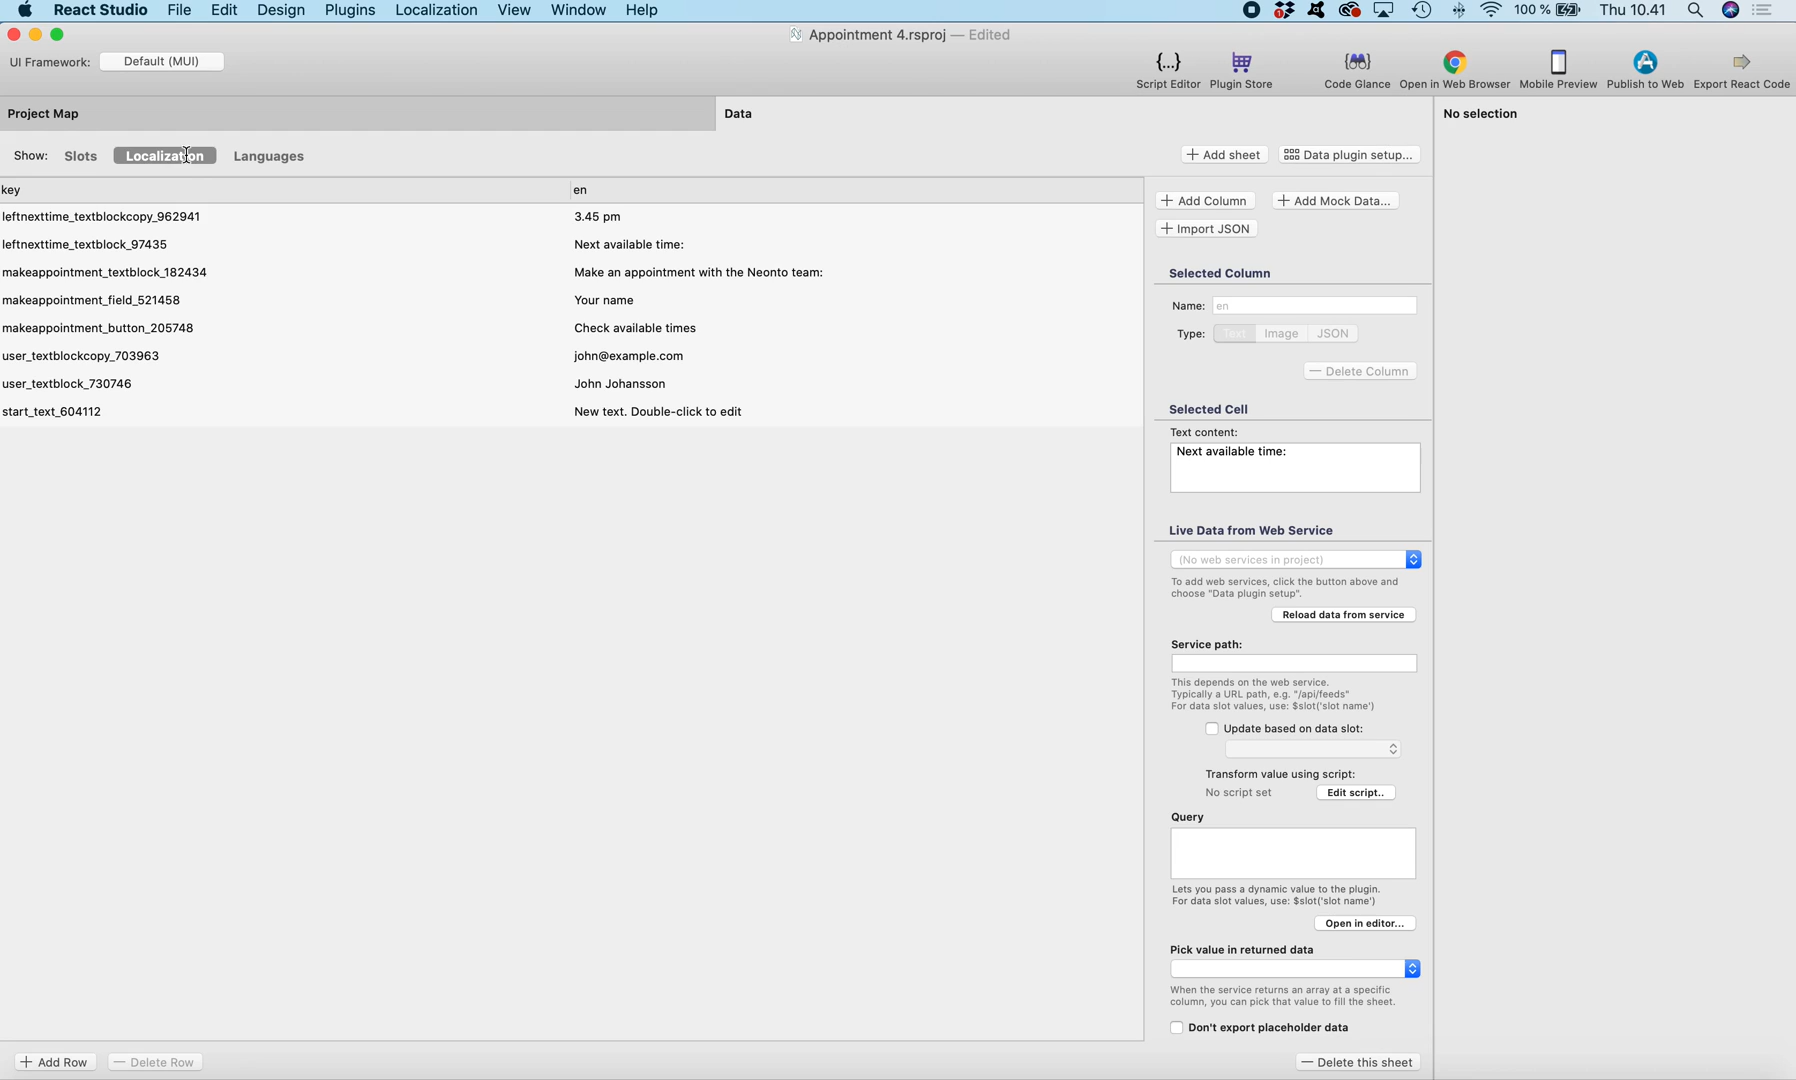 React Studio File Edit Design Plugins Localization View Window Help 1 100 % Thu 10.41
Appointment 4.rsproj — Edited
UI Framework: Default (MUI)
{...} Script Editor Plugin Store Code Glance Open in Web Browser Mobile Preview Publish to Web Export React Code
Project Map Data No selection
Show: Slots Localization Languages + Add sheet Data plugin setup...
key en
leftnexttime_textblockcopy_962941 3.45 pm
leftnexttime_textblock_97435 Next available time:
makeappointment_textblock_182434 Make an appointment with the Neonto team:
makeappointment_field_521458 Your name
makeappointment_button_205748 Check available times
user_textblockcopy_703963 john@example.com
user_textblock_730746 John Johansson
start_text_604112 New text. Double-click to edit
+ Add Column + Add Mock Data...
+ Import JSON
Selected Column
Name: en
Type: Text Image JSON
— Delete Column
Selected Cell
Text content:
Next available time:
Live Data from Web Service
(No web services in project)
To add web services, click the button above and
choose "Data plugin setup".
Reload data from service
Service path:
This depends on the web service.
Typically a URL path, e.g. "/api/feeds"
For data slot values, use: $slot('slot name')
Update based on data slot:
Transform value using script:
No script set Edit script..
Query
Lets you pass a dynamic value to the plugin.
For data slot values, use: $slot('slot name')
Open in editor...
Pick value in returned data
When the service returns an array at a specific
column, you can pick that value to fill the sheet.
Don't export placeholder data
+ Add Row — Delete Row — Delete this sheet